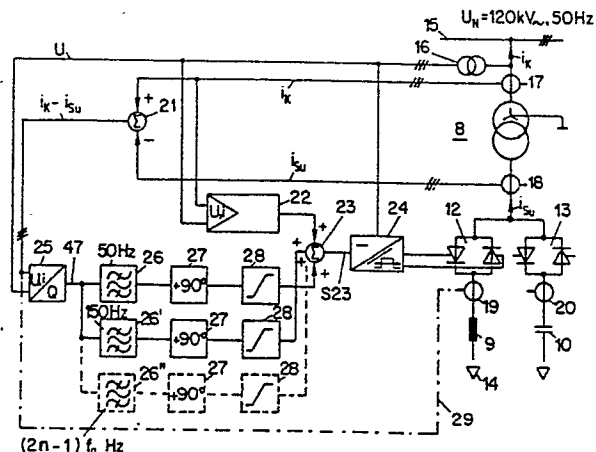 U_N=120kV~, 50Hz
15
16
i_K
U
i_K
17
+
i_K - i_Su
Σ
21
8
−
i_Su
18
22
23
24
i_Su
12
13
25
47
50Hz
26
27
28
+
+
Σ
+
+
Ui
Q
+90°
S23
150Hz
26'
27
28
19
20
+90°
9
10
26"
27
28
+90°
14
29
(2n-1) f_n Hz